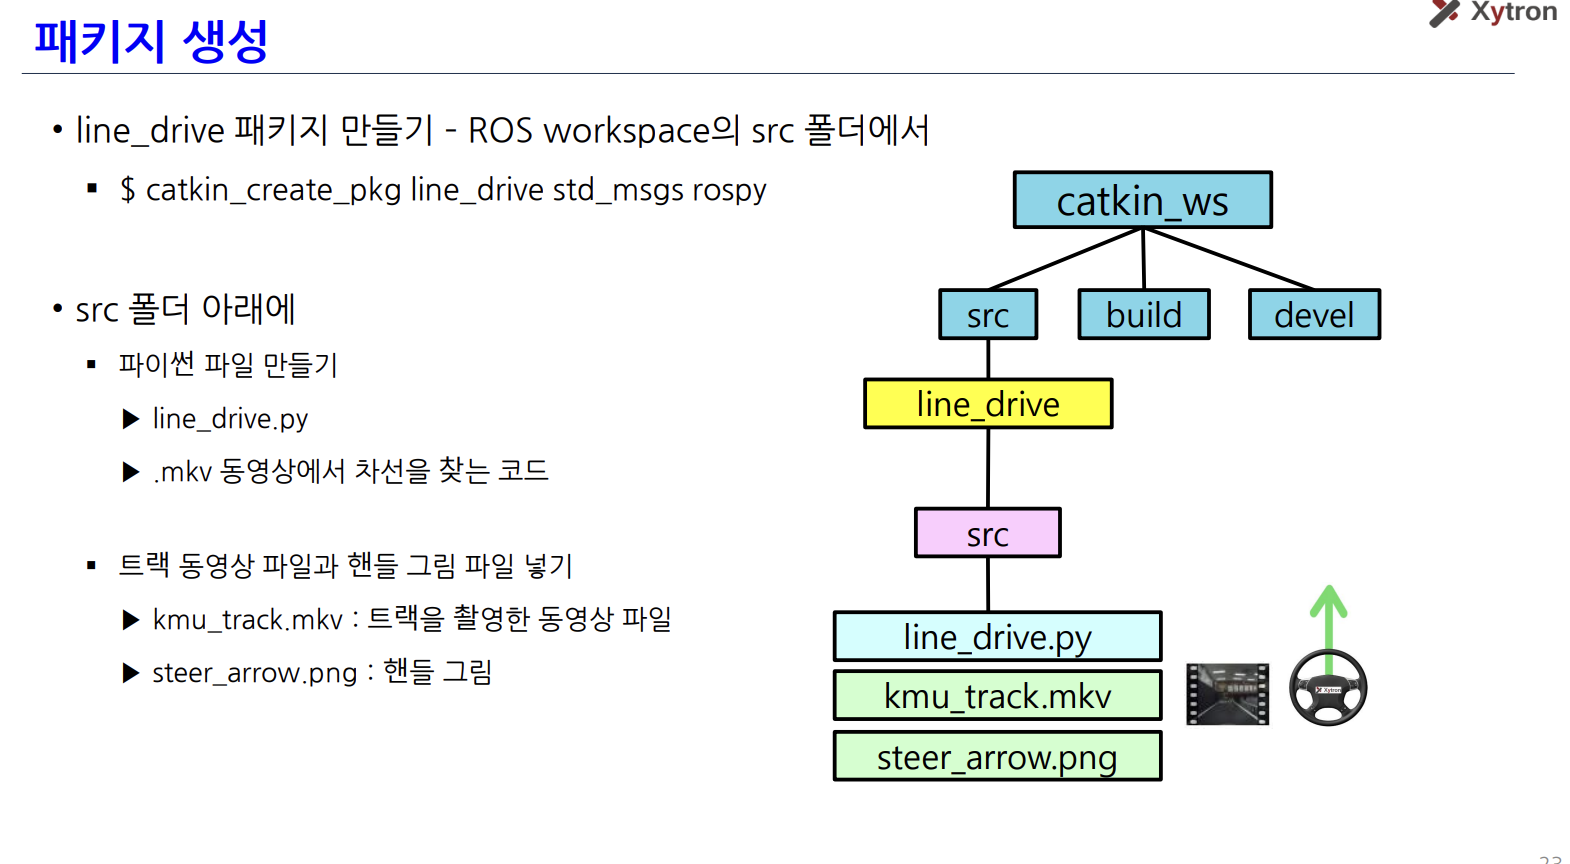 패키지 생성
Xytron
• line_drive 패키지 만들기 - ROS workspace의 src 폴더에서
▪ $ catkin_create_pkg line_drive std_msgs rospy
• src 폴더 아래에
▪ 파이썬 파일 만들기
▶ line_drive.py
▶ .mkv 동영상에서 차선을 찾는 코드
▪ 트랙 동영상 파일과 핸들 그림 파일 넣기
▶ kmu_track.mkv : 트랙을 촬영한 동영상 파일
▶ steer_arrow.png : 핸들 그림
catkin_ws
src
build
devel
line_drive
src
line_drive.py
kmu_track.mkv
steer_arrow.png
Xytron
23